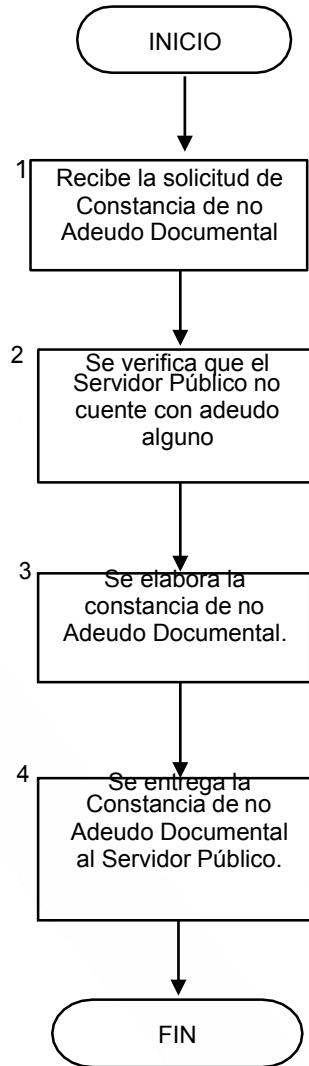 INICIO
1
Recibe la solicitud de
Constancia de no
Adeudo Documental
2
Se verifica que el
Servidor Público no
cuente con adeudo
alguno
3
Se elabora la
constancia de no
Adeudo Documental.
4
Se entrega la
Constancia de no
Adeudo Documental
al Servidor Público.
FIN